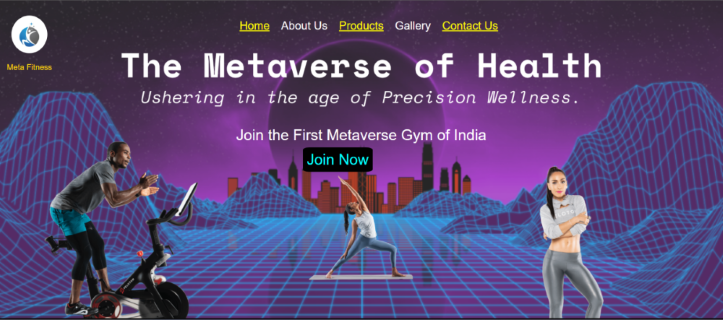 Home About Us Products Gallery Contact Us
Meta Fitness
The Metaverse of Health
Ushering in the age of Precision Wellness.
Join the First Metaverse Gym of India
Join Now